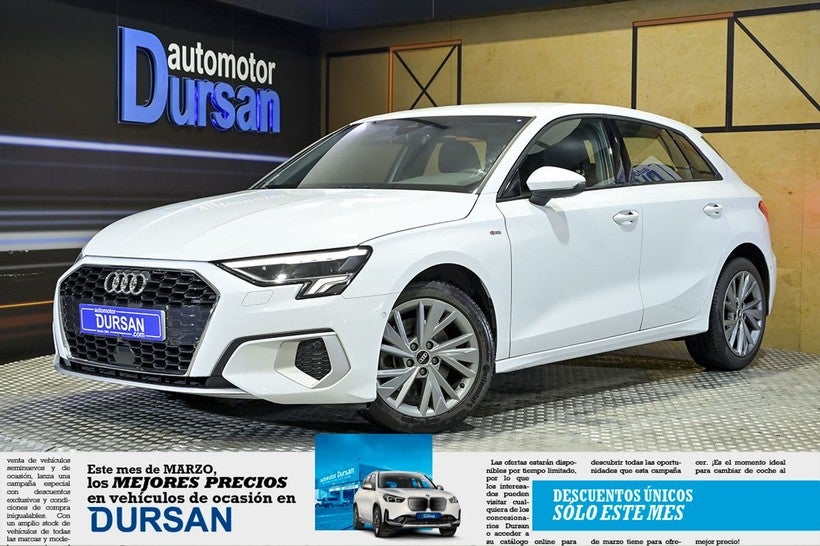 automotor
Dursan
automotor
DURSAN
.com
venta de vehículos
seminuevos y de
ocasión, lanza una
campaña especial
con descuentos
exclusivos y condi-
ciones de compra
inigualables. Con
un amplio stock de
vehículos de todas
las marcas y mode-
Este mes de MARZO,
los MEJORES PRECIOS
en vehículos de ocasión en
DURSAN
automotor Dursan
Las ofertas estarán dispo-
nibles por tiempo limitado,
por lo que
los interesa-
dos pueden
visitar cual-
quiera de los
concesiona-
rios Dursan
o acceder a
su catálogo online para
descubrir todas las oportu-
nidades que esta campaña
de marzo tiene para ofre-
cer. ¡Es el momento ideal
para cambiar de coche al
mejor precio!
DESCUENTOS ÚNICOS
SÓLO ESTE MES